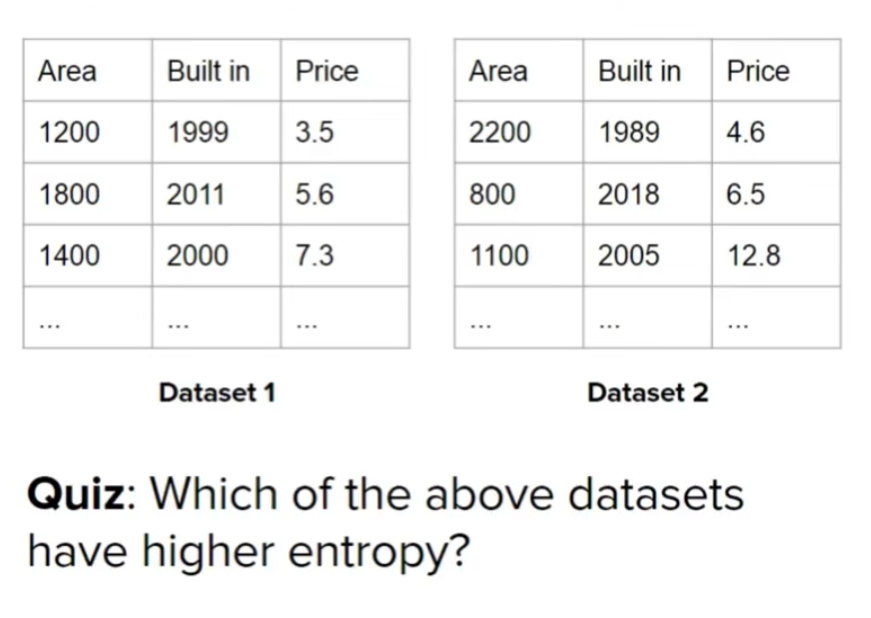 Area Built in Price
1200 1999 3.5
1800 2011 5.6
1400 2000 7.3
... ... ...
Dataset 1
Area Built in Price
2200 1989 4.6
800 2018 6.5
1100 2005 12.8
... ... ...
Dataset 2
Quiz: Which of the above datasets
have higher entropy?